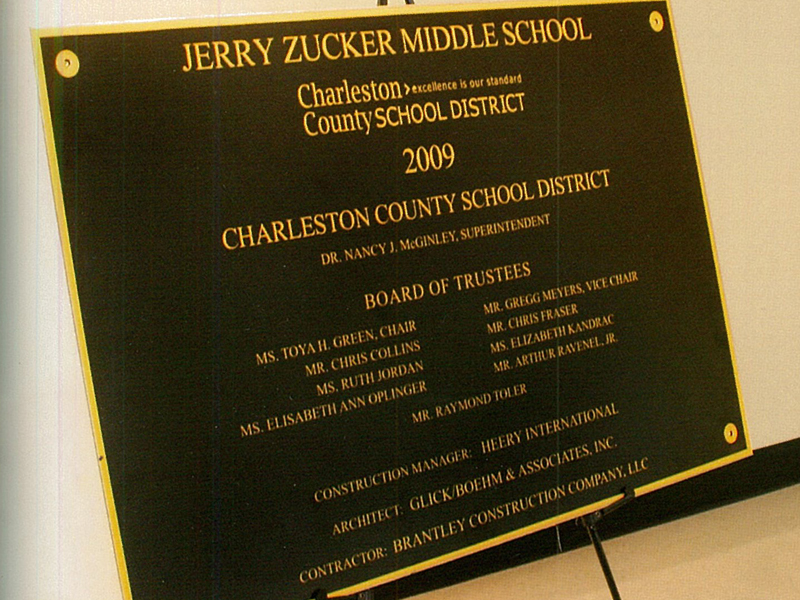 JERRY ZUCKER MIDDLE SCHOOL
Charleston > excellence is our standard
County SCHOOL DISTRICT
2009
CHARLESTON COUNTY SCHOOL DISTRICT
DR. NANCY J. McGINLEY, SUPERINTENDENT
BOARD OF TRUSTEES
MS. TOYA H. GREEN, CHAIR
MR. CHRIS COLLINS
MS. RUTH JORDAN
MS. ELISABETH ANN OPLINGER
MR. GREGG MEYERS, VICE CHAIR
MR. CHRIS FRASER
MS. ELIZABETH KANDRAC
MR. ARTHUR RAVENEL, JR.
MR. RAYMOND TOLER
CONSTRUCTION MANAGER: HEERY INTERNATIONAL
ARCHITECT: GLICK/BOEHM & ASSOCIATES, INC.
CONTRACTOR: BRANTLEY CONSTRUCTION COMPANY, LLC